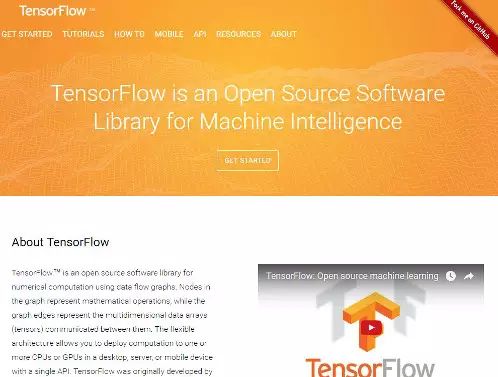 TensorFlow™
Fork me on GitHub
GET STARTED TUTORIALS HOW TO MOBILE API RESOURCES ABOUT
TensorFlow is an Open Source Software
Library for Machine Intelligence
GET STARTED
About TensorFlow
TensorFlow™ is an open source software library for
numerical computation using data flow graphs. Nodes in
the graph represent mathematical operations, while the
graph edges represent the multidimensional data arrays
(tensors) communicated between them. The flexible
architecture allows you to deploy computation to one or
more CPUs or GPUs in a desktop, server, or mobile device
with a single API. TensorFlow was originally developed by
TensorFlow: Open source machine learning
TensorFlow